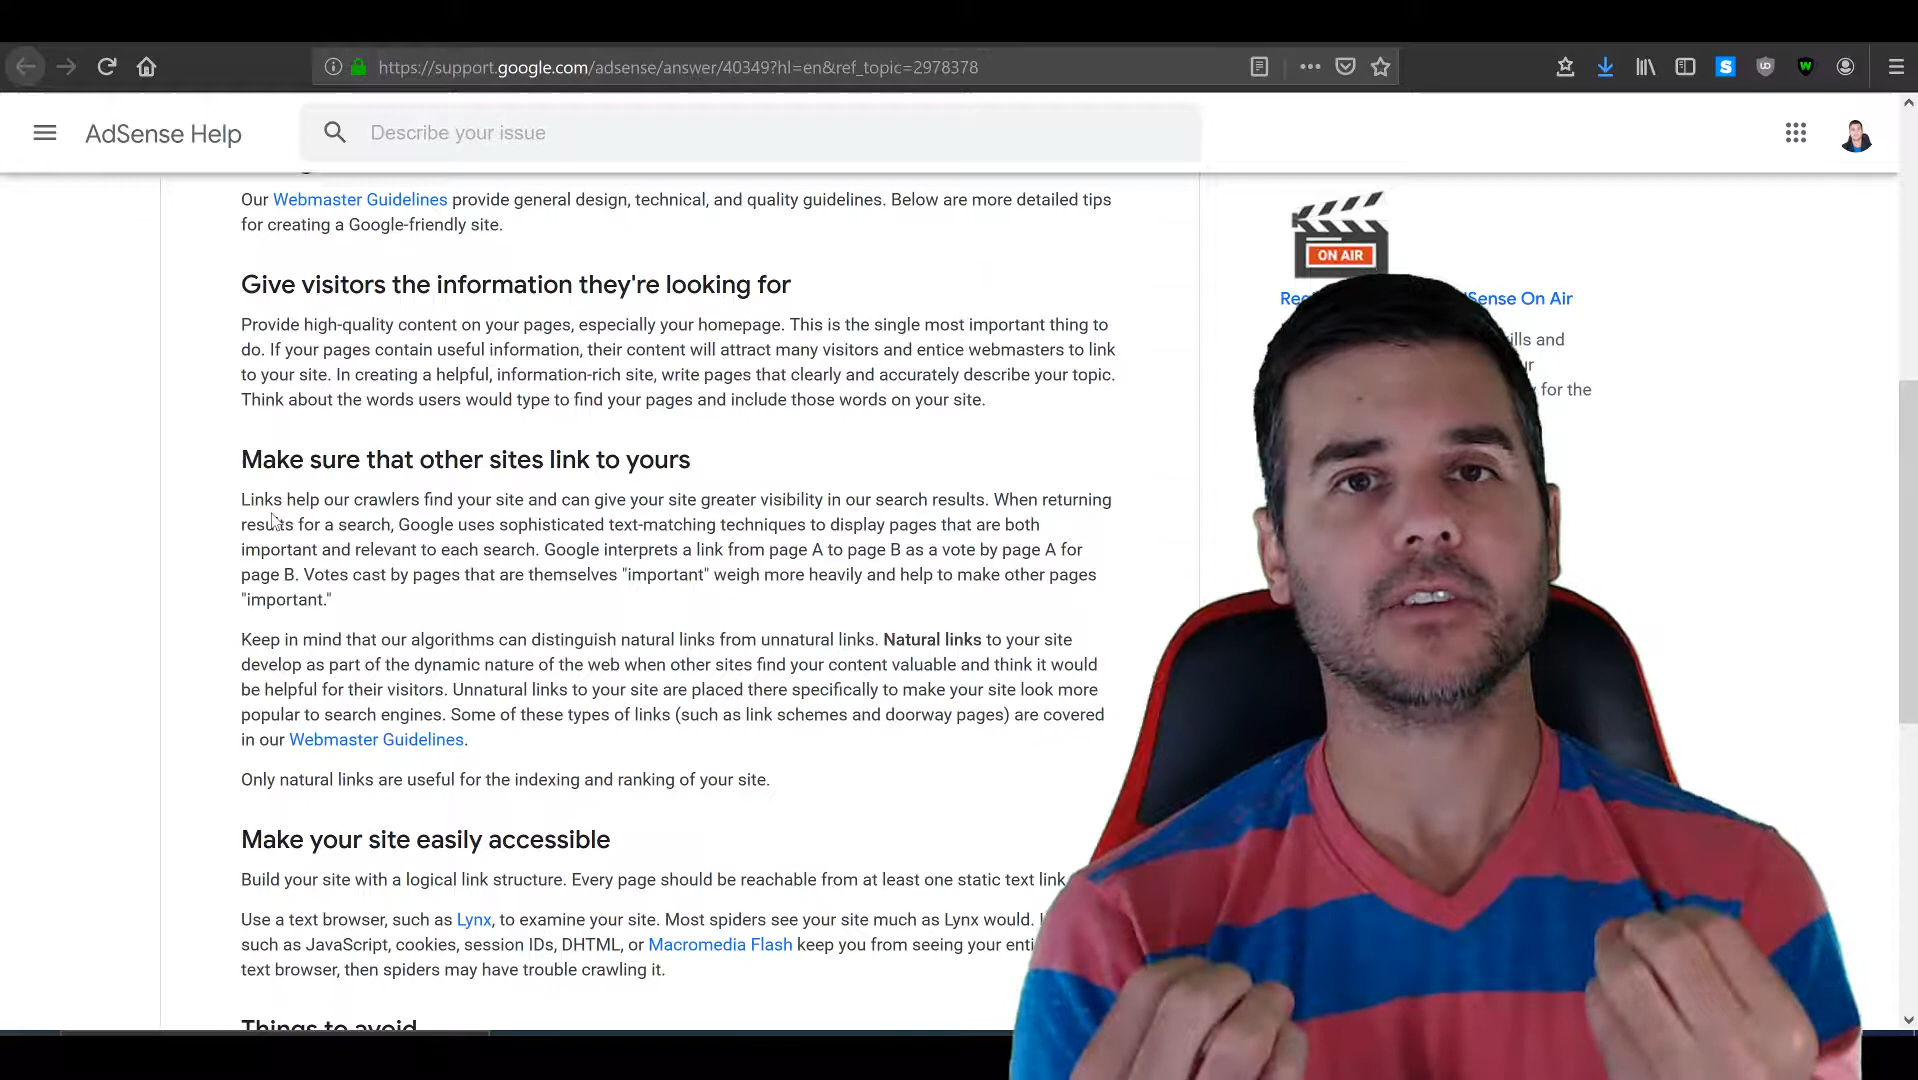 https://support.google.com/adsense/answer/40349?hl=en&ref_topic=2978378
AdSense Help
Describe your issue
Our Webmaster Guidelines provide general design, technical, and quality guidelines. Below are more detailed tips
for creating a Google-friendly site.
Give visitors the information they're looking for
Provide high-quality content on your pages, especially your homepage. This is the single most important thing to
do. If your pages contain useful information, their content will attract many visitors and entice webmasters to link
to your site. In creating a helpful, information-rich site, write pages that clearly and accurately describe your topic.
Think about the words users would type to find your pages and include those words on your site.
Make sure that other sites link to yours
Links help our crawlers find your site and can give your site greater visibility in our search results. When returning
results for a search, Google uses sophisticated text-matching techniques to display pages that are both
important and relevant to each search. Google interprets a link from page A to page B as a vote by page A for
page B. Votes cast by pages that are themselves "important" weigh more heavily and help to make other pages
"important."
Keep in mind that our algorithms can distinguish natural links from unnatural links. Natural links to your site
develop as part of the dynamic nature of the web when other sites find your content valuable and think it would
be helpful for their visitors. Unnatural links to your site are placed there specifically to make your site look more
popular to search engines. Some of these types of links (such as link schemes and doorway pages) are covered
in our Webmaster Guidelines.
Only natural links are useful for the indexing and ranking of your site.
Make your site easily accessible
Build your site with a logical link structure. Every page should be reachable from at least one static text link
Use a text browser, such as Lynx, to examine your site. Most spiders see your site much as Lynx would.
such as JavaScript, cookies, session IDs, DHTML, or Macromedia Flash keep you from seeing your
text browser, then spiders may have trouble crawling it.
Things to avoid
ON AIR
On Air
and
for the